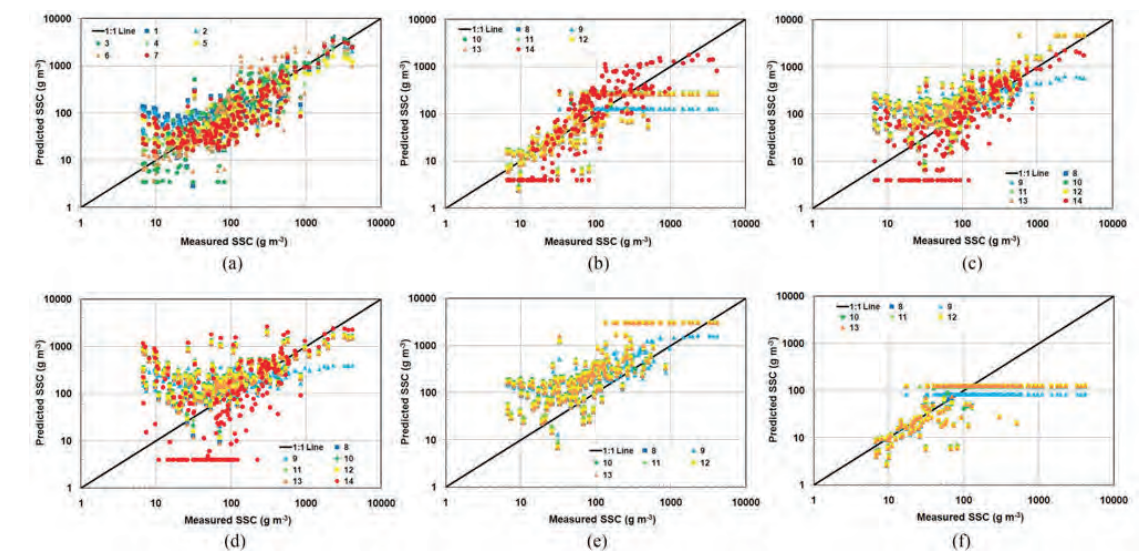 Predicted SSC (g m⁻³)
10000
1000
100
10
1
1:1 Line 1 2
3 4 5
6 7
1 10 100 1000 10000
Measured SSC (g m⁻³)
(a)
Predicted SSC (g m⁻³)
10000
1000
100
10
1
1:1 Line 8 9
10 11 12
13 14
1 10 100 1000 10000
Measured SSC (g m⁻³)
(b)
Predicted SSC (g m⁻³)
10000
1000
100
10
1
1:1 Line 8
9 10
11 12
13 14
1 10 100 1000 10000
Measured SSC (g m⁻³)
(c)
Predicted SSC (g m⁻³)
10000
1000
100
10
1
1:1 Line 8
9 10
11 12
13 14
1 10 100 1000 10000
Measured SSC (g m⁻³)
(d)
Predicted SSC (g m⁻³)
10000
1000
100
10
1
1:1 Line 8 9
10 11 12
13
1 10 100 1000 10000
Measured SSC (g m⁻³)
(e)
Predicted SSC (g m⁻³)
10000
1000
100
10
1
1:1 Line 8 9
10 11 12
13
1 10 100 1000 10000
Measured SSC (g m⁻³)
(f)